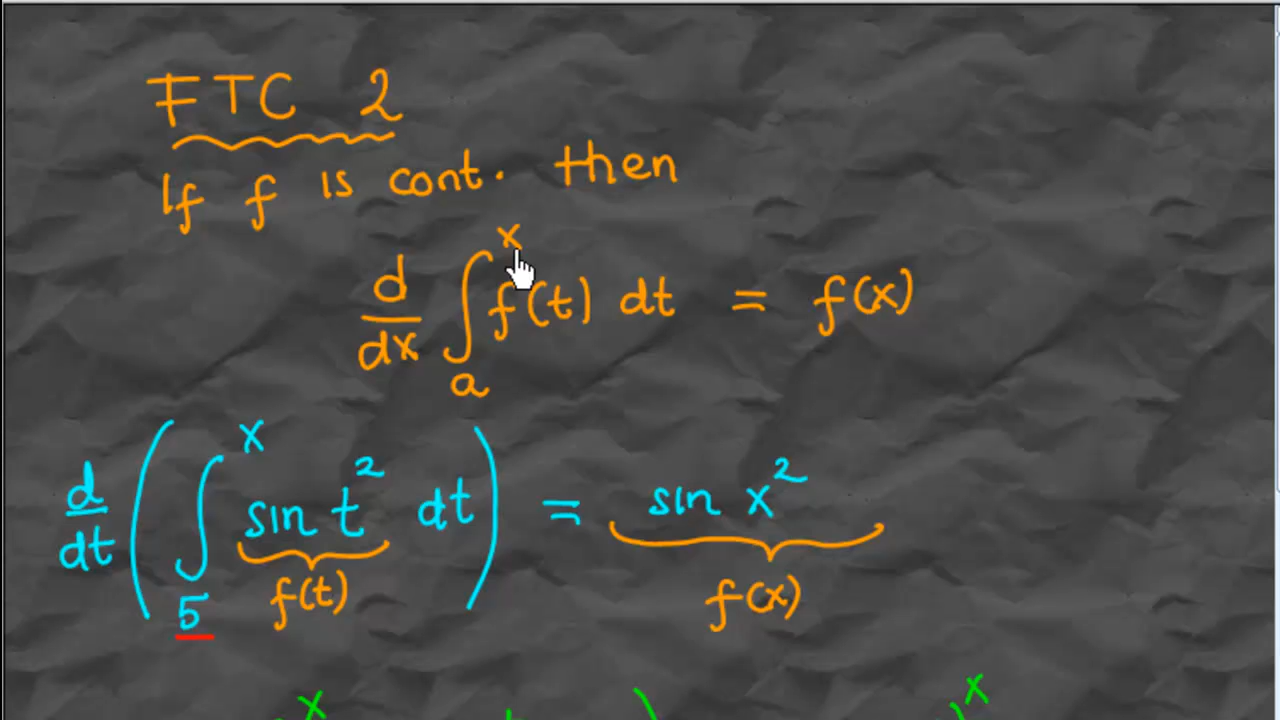 FTC 2
If f is cont. then
d/dx ∫_a^x f(t) dt = f(x)
d/dt ( ∫_5^x sin t² dt ) = sin x²
f(t) f(x)
x ) x